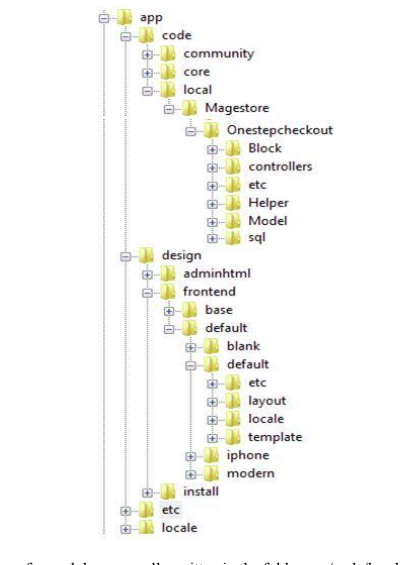 app
code
community
core
local
Magestore
Onestepcheckout
Block
controllers
etc
Helper
Model
sql
design
adminhtml
frontend
base
default
blank
default
etc
layout
locale
template
iphone
modern
install
etc
locale